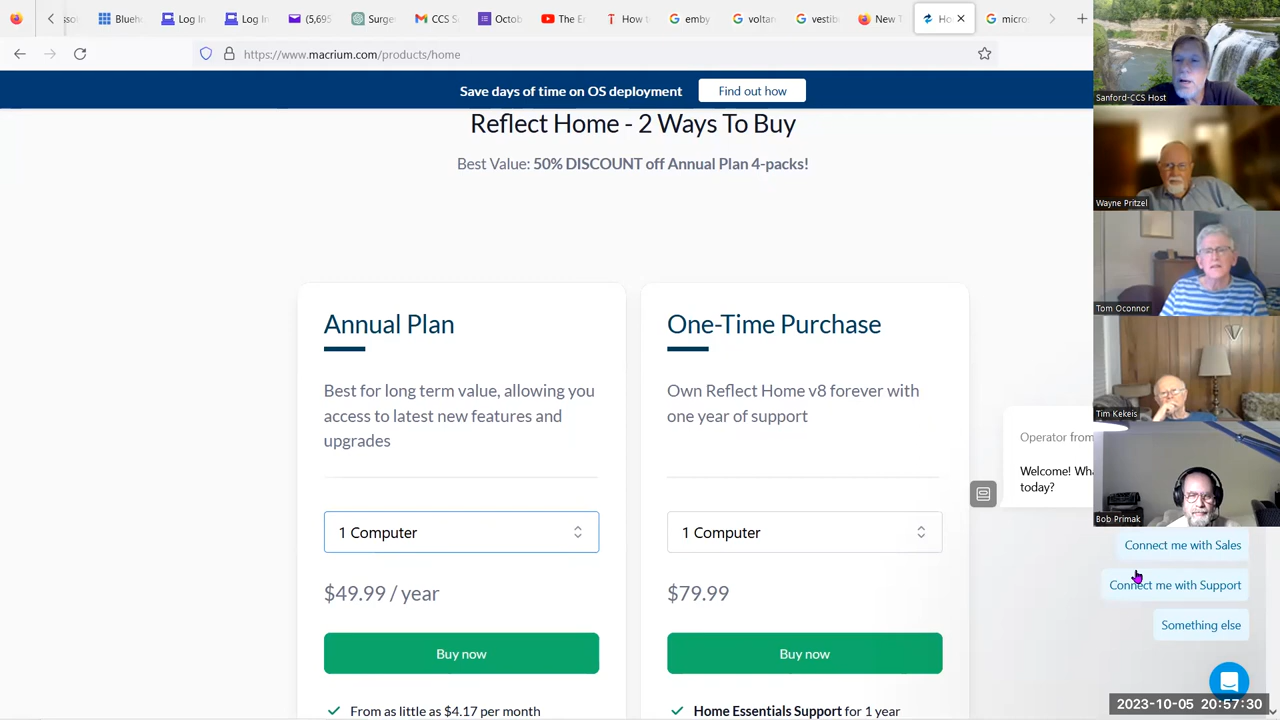 Blueh
Log In
Log In
(5,695
Surge
CCS S
Octob
The E
How t
emby
voltan
vestib
New T
Ho
micro
https://www.macrium.com/products/home
Save days of time on OS deployment
Find out how
Reflect Home - 2 Ways To Buy
Best Value: 50% DISCOUNT off Annual Plan 4-packs!
Annual Plan
Best for long term value, allowing you
access to latest new features and
upgrades
1 Computer
$49.99 / year
Buy now
From as little as $4.17 per month
One-Time Purchase
Own Reflect Home v8 forever with
one year of support
1 Computer
$79.99
Buy now
Home Essentials Support for 1 year
Operator from
Welcome! Wha
today?
Connect me with Sales
Connect me with Support
Something else
Sanford-CCS Host
Wayne Pritzel
Tom Oconnor
Tim Kekeis
Bob Primak
2023-10-05 20:57:30